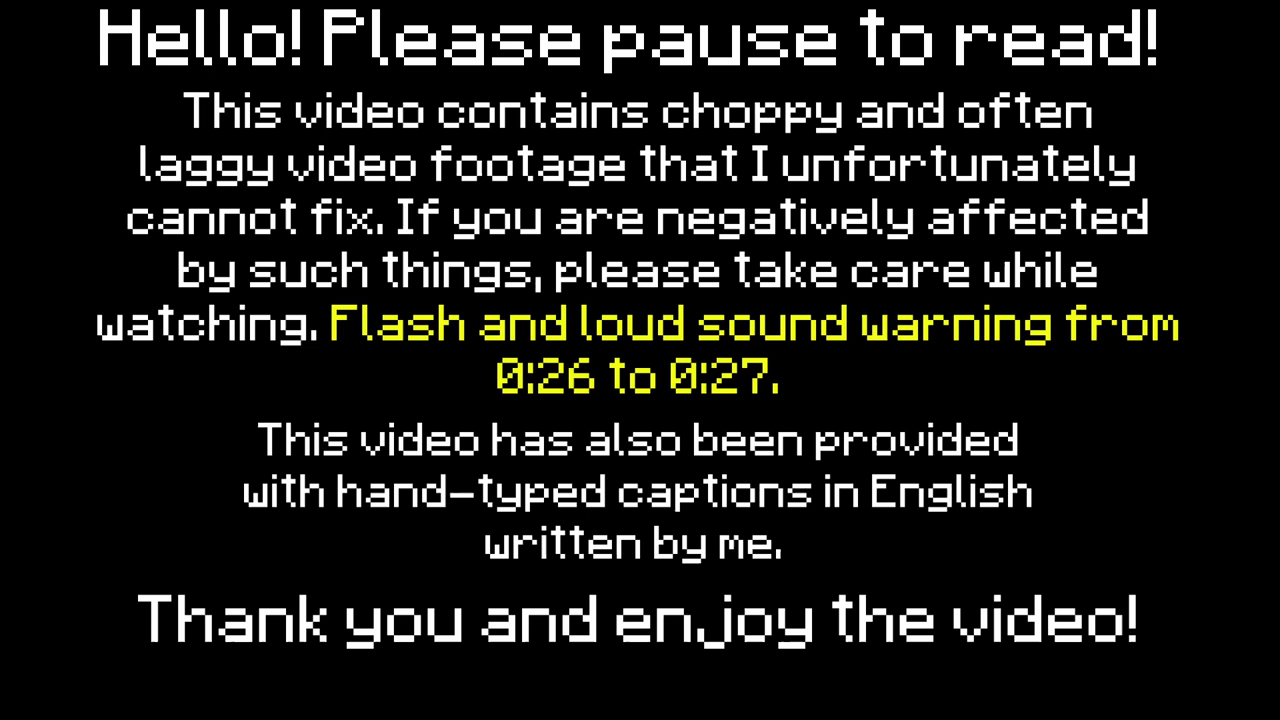 Hello! Please pause to read!
This video contains choppy and often
laggy video footage that I unfortunately
cannot fix. If you are negatively affected
by such things, please take care while
watching. Flash and loud sound warning from
0:26 to 0:27.
This video has also been provided
with hand-typed captions in English
written by me.
Thank you and enjoy the video!